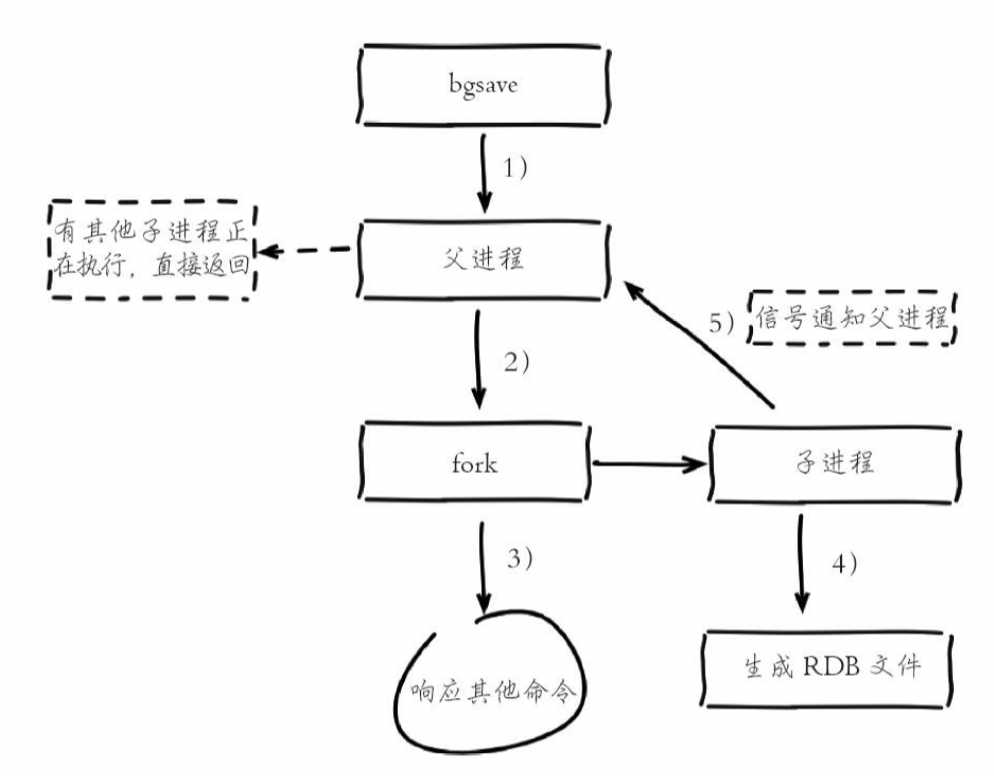 bgsave
1)
有其他子进程正
在执行，直接返回
父进程
5)
信号通知父进程
2)
fork
子进程
3)
4)
响应其他命令
生成 RDB 文件